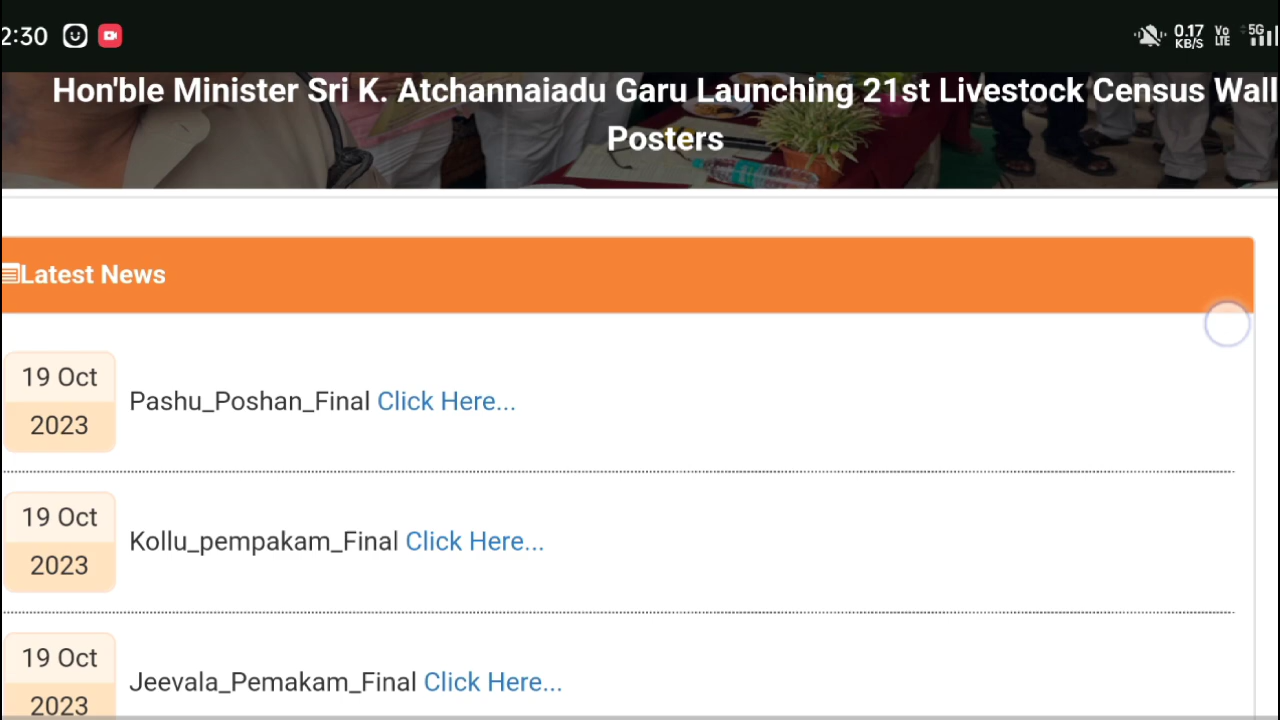 2:30
0.17
KB/S
Vo
LTE
5G
Hon'ble Minister Sri K. Atchannaiadu Garu Launching 21st Livestock Census Wall
Posters
Latest News
19 Oct
2023
Pashu_Poshan_Final Click Here...
19 Oct
2023
Kollu_pempakam_Final Click Here...
19 Oct
2023
Jeevala_Pemakam_Final Click Here...